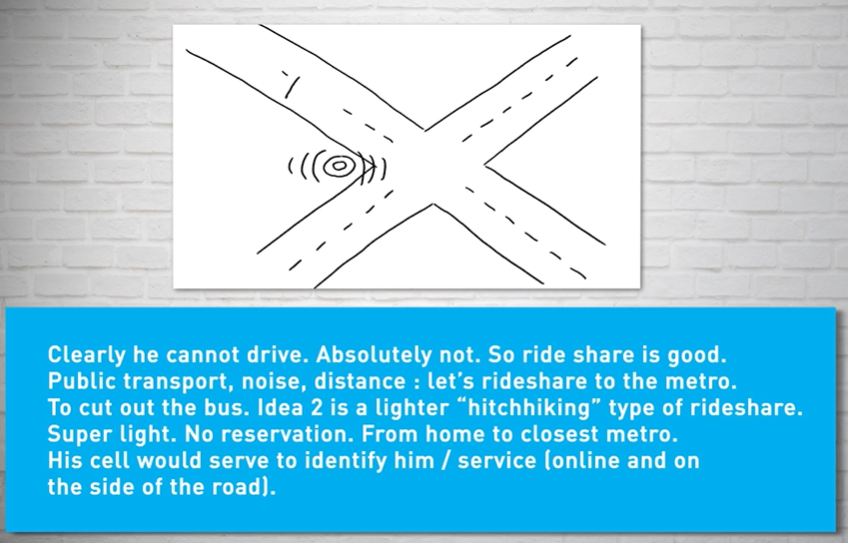 Clearly he cannot drive. Absolutely not. So ride share is good.
Public transport, noise, distance : let's rideshare to the metro.
To cut out the bus. Idea 2 is a lighter “hitchhiking” type of rideshare.
Super light. No reservation. From home to closest metro.
His cell would serve to identify him / service (online and on
the side of the road).